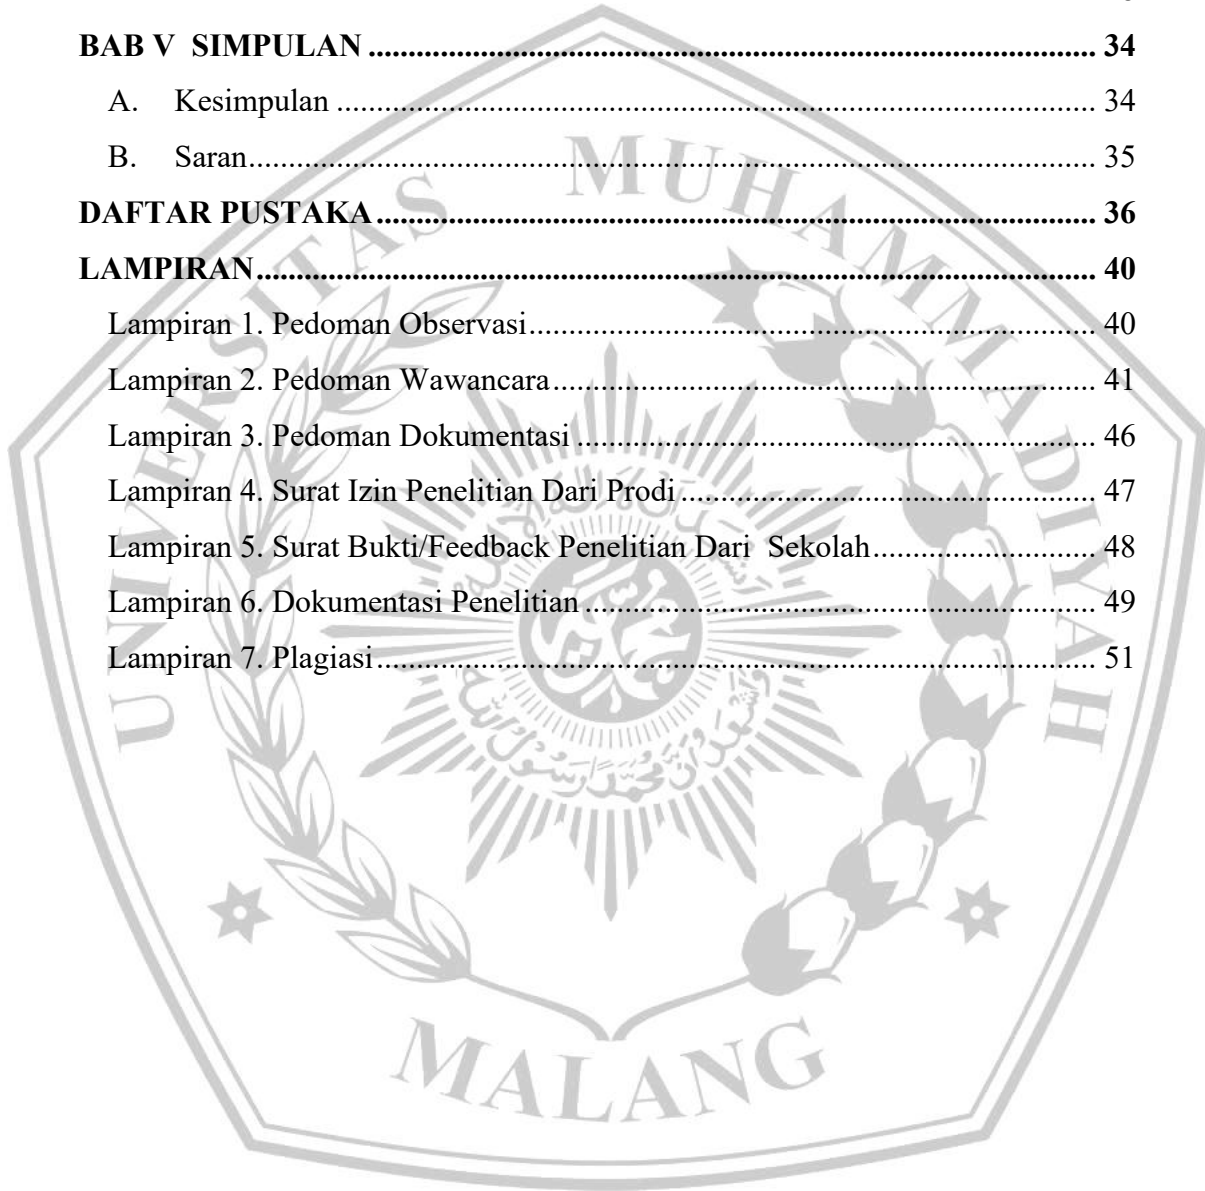 BAB V  SIMPULAN ........................................................................................... 34
A.    Kesimpulan ................................................................................................ 34
B.    Saran........................................................................................................... 35
DAFTAR PUSTAKA........................................................................................... 36
LAMPIRAN.......................................................................................................... 40
Lampiran 1. Pedoman Observasi........................................................................ 40
Lampiran 2. Pedoman Wawancara..................................................................... 41
Lampiran 3. Pedoman Dokumentasi .................................................................. 46
Lampiran 4. Surat Izin Penelitian Dari Prodi ..................................................... 47
Lampiran 5. Surat Bukti/Feedback Penelitian Dari  Sekolah............................. 48
Lampiran 6. Dokumentasi Penelitian ................................................................. 49
Lampiran 7. Plagiasi........................................................................................... 51
UNIVERSITAS MUHAMMADIYAH
MALANG